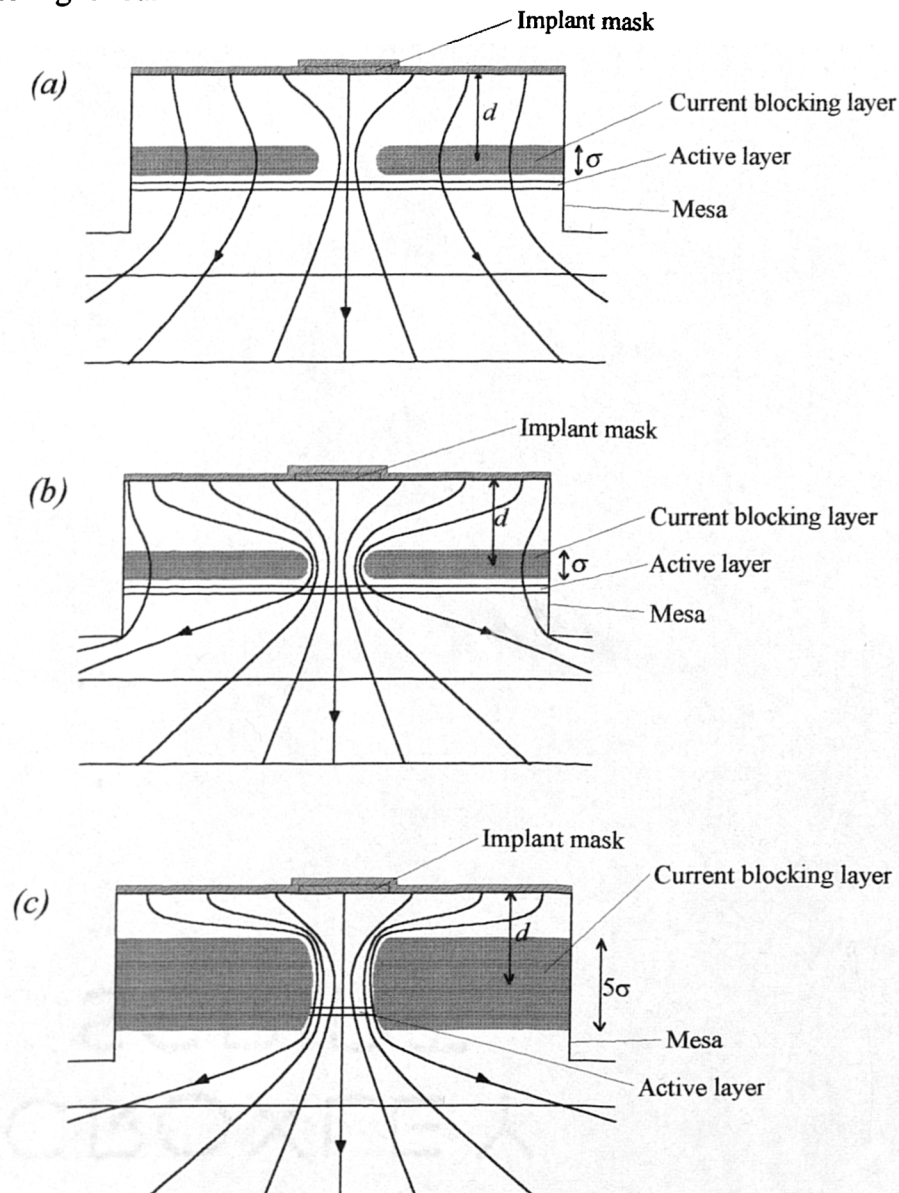 Implant mask
(a)
d
Current blocking layer
σ
Active layer
Mesa
Implant mask
(b)
d
Current blocking layer
σ
Active layer
Mesa
Implant mask
(c)
d
Current blocking layer
5σ
Mesa
Active layer